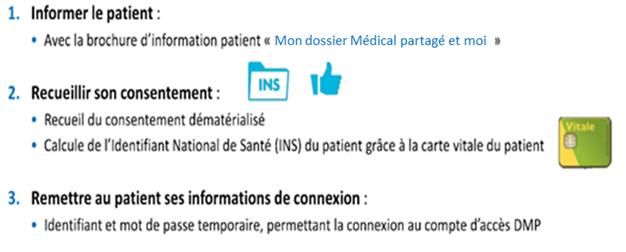 1. Informer le patient :
• Avec la brochure d'information patient « Mon dossier Médical partagé et moi »
INS
2. Recueillir son consentement :
• Recueil du consentement dématérialisé
Vitale
• Calcule de l'Identifiant National de Santé (INS) du patient grâce à la carte vitale du patient
3. Remettre au patient ses informations de connexion :
• Identifiant et mot de passe temporaire, permettant la connexion au compte d'accès DMP